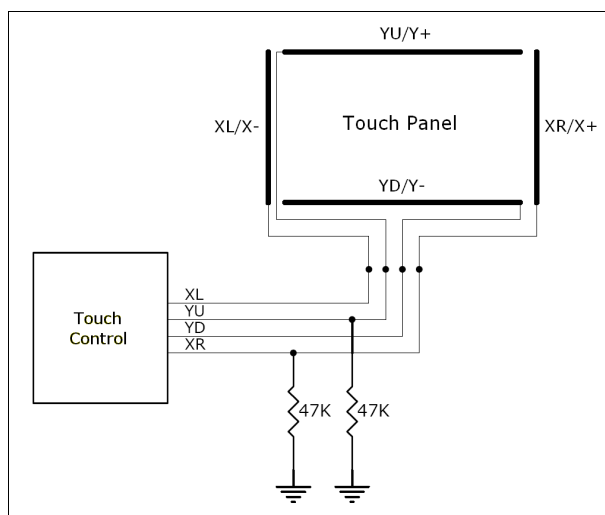 YU/Y+
XL/X-
Touch Panel
XR/X+
YD/Y-
XL
YU
YD
XR
Touch
Control
47K
47K